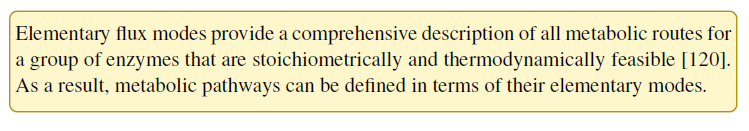 Elementary flux modes provide a comprehensive description of all metabolic routes for
a group of enzymes that are stoichiometrically and thermodynamically feasible [120].
As a result, metabolic pathways can be defined in terms of their elementary modes.